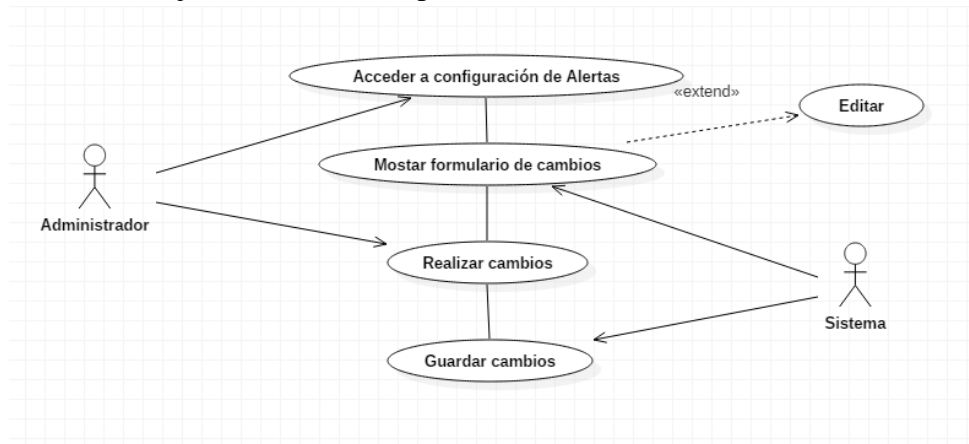 Acceder a configuración de Alertas
«extend»
Editar
Mostar formulario de cambios
Administrador
Realizar cambios
Sistema
Guardar cambios